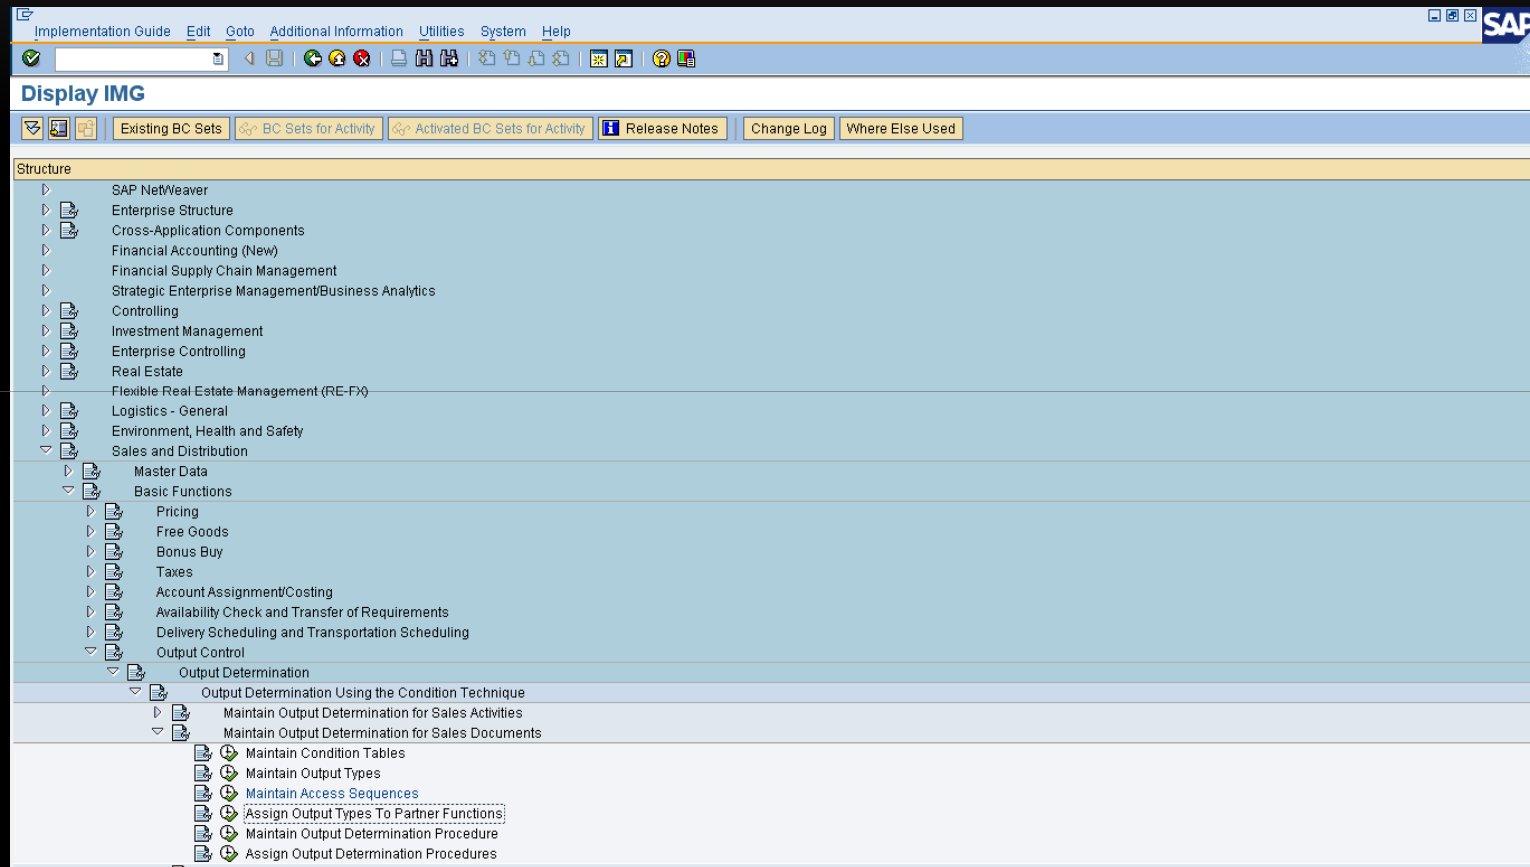 Implementation Guide Edit Goto Additional Information Utilities System Help
SAP
Display IMG
Existing BC Sets BC Sets for Activity Activated BC Sets for Activity Release Notes Change Log Where Else Used
Structure
SAP NetWeaver
Enterprise Structure
Cross-Application Components
Financial Accounting (New)
Financial Supply Chain Management
Strategic Enterprise Management/Business Analytics
Controlling
Investment Management
Enterprise Controlling
Real Estate
Flexible Real Estate Management (RE-FX)
Logistics - General
Environment, Health and Safety
Sales and Distribution
Master Data
Basic Functions
Pricing
Free Goods
Bonus Buy
Taxes
Account Assignment/Costing
Availability Check and Transfer of Requirements
Delivery Scheduling and Transportation Scheduling
Output Control
Output Determination
Output Determination Using the Condition Technique
Maintain Output Determination for Sales Activities
Maintain Output Determination for Sales Documents
Maintain Condition Tables
Maintain Output Types
Maintain Access Sequences
Assign Output Types To Partner Functions
Maintain Output Determination Procedure
Assign Output Determination Procedures